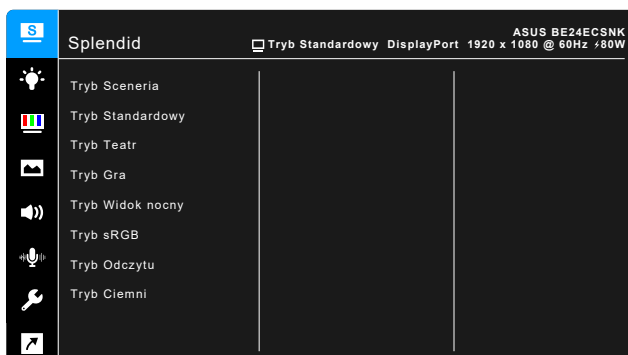 S
ASUS BE24ECSNK
Splendid
Tryb Standardowy DisplayPort 1920 x 1080 @ 60Hz ⚡80W
Tryb Sceneria
Tryb Standardowy
Tryb Teatr
Tryb Gra
Tryb Widok nocny
Tryb sRGB
Tryb Odczytu
Tryb Ciemni